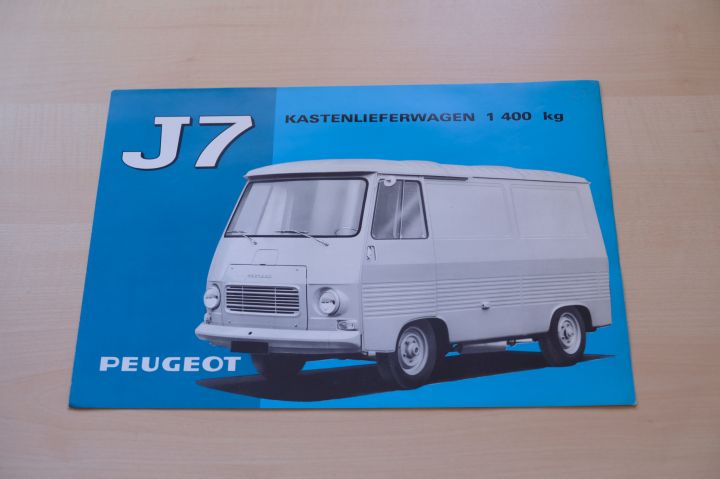 J7
KASTENLIEFERWAGEN 1 400 kg
PEUGEOT